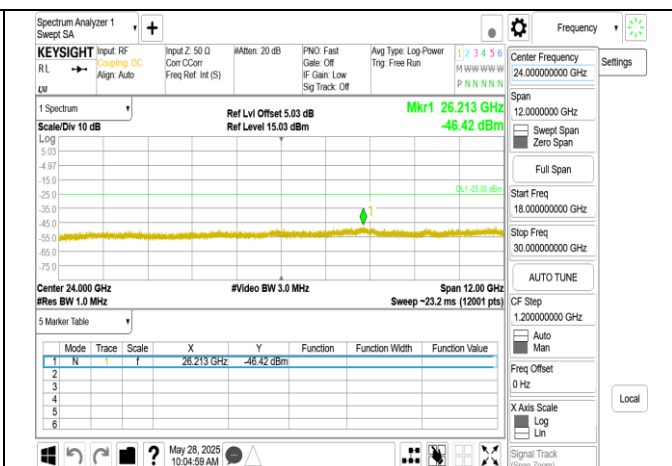 Spectrum Analyzer 1
Swept SA
+
Frequency
KEYSIGHT Input: RF Input Z: 50 Ω #Atten: 20 dB PNO: Fast Avg Type: Log-Power 1 2 3 4 5 6
RL Coupling: DC Corr CCorr Gate: Off Trig: Free Run M W W W W W
Align: Auto Freq Ref: Int (S) IF Gain: Low P N N N N N
Sig Track: Off
LXI
1 Spectrum
Ref Lvl Offset 5.03 dB Mkr1 26.213 GHz
Scale/Div 10 dB Ref Level 15.03 dBm -46.42 dBm
Log
5.03
-4.97
-15.0
-25.0 DL1 -25.00 dBm
-35.0
1
-45.0
-55.0
-65.0
-75.0
Center 24.000 GHz #Video BW 3.0 MHz Span 12.00 GHz
#Res BW 1.0 MHz Sweep ~23.2 ms (12001 pts)
5 Marker Table
Mode Trace Scale X Y Function Function Width Function Value
1 N 1 f 26.213 GHz -46.42 dBm
2
3
4
5
6
? May 28, 2025
10:04:59 AM
Center Frequency
24.000000000 GHz
Settings
Span
12.0000000 GHz
Swept Span
Zero Span
Full Span
Start Freq
18.000000000 GHz
Stop Freq
30.000000000 GHz
AUTO TUNE
CF Step
1.200000000 GHz
Auto
Man
Freq Offset
0 Hz
X Axis Scale
Log
Lin
Local
Signal Track
(Span Zoom)